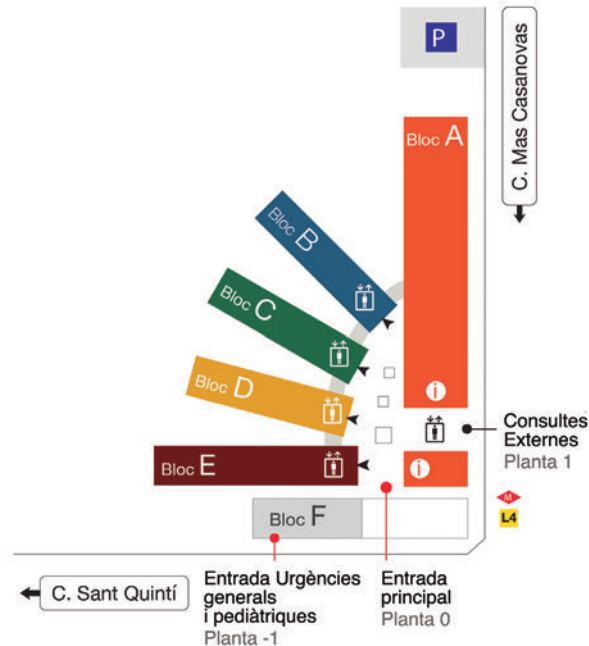 P
Bloc A
C. Mas Casanovas
Bloc B
Bloc C
Bloc D
Bloc E
i
i
Consultes
Externes
Planta 1
M
L4
Bloc F
C. Sant Quintí
Entrada Urgències
generals
i pediàtriques
Planta -1
Entrada
principal
Planta 0